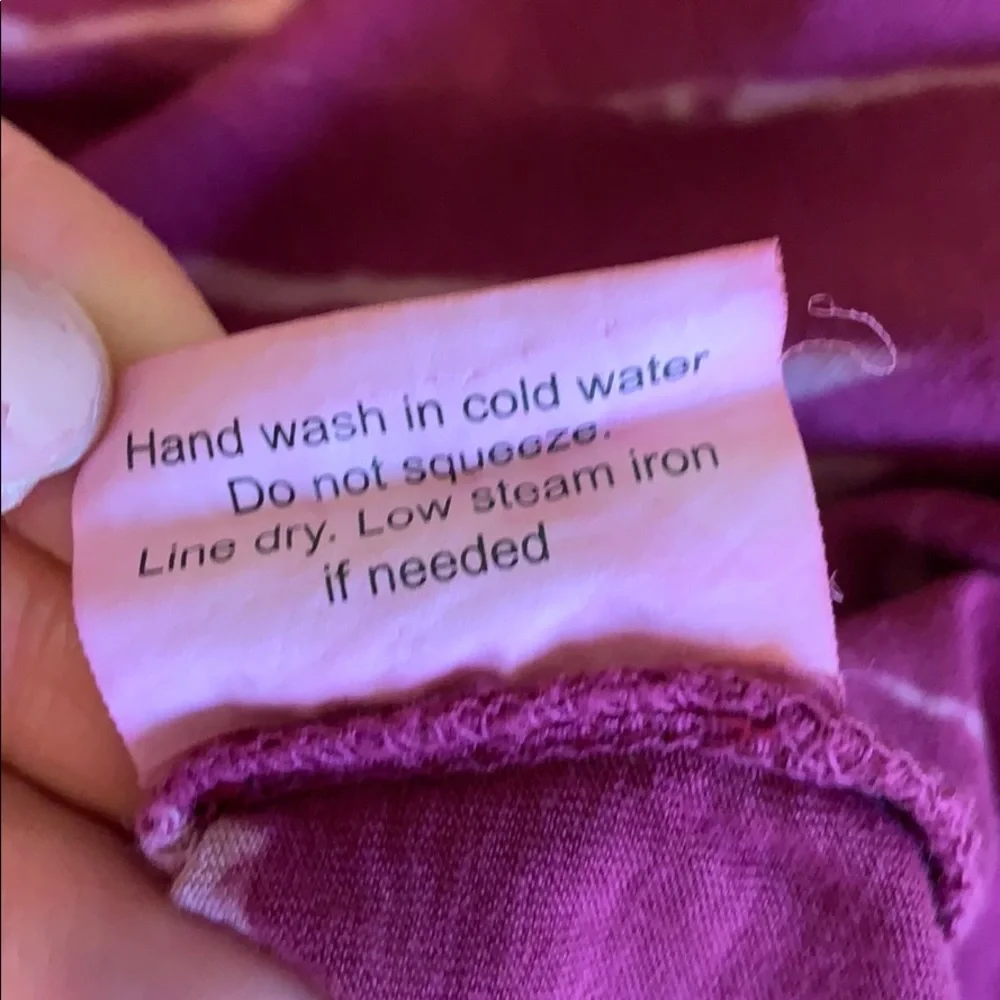 Hand wash in cold water
Do not squeeze.
Line dry. Low steam iron
if needed